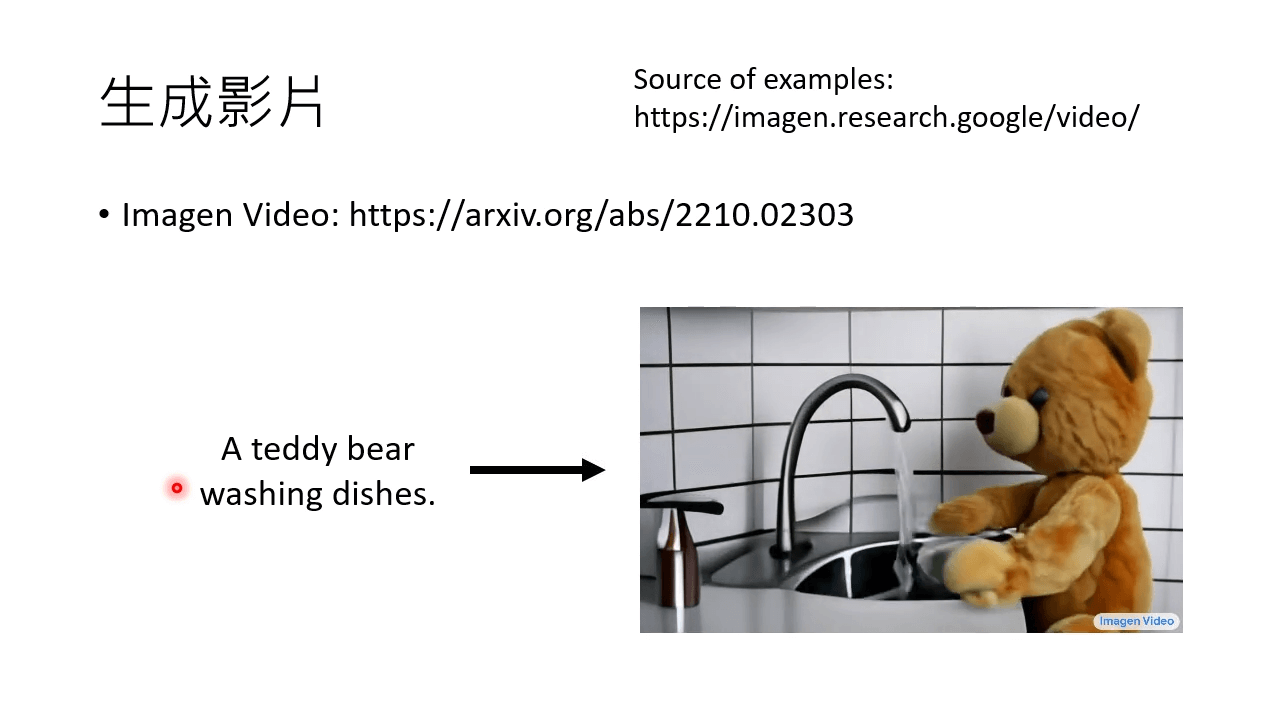 生成影片
Source of examples:
https://imagen.research.google/video/
• Imagen Video: https://arxiv.org/abs/2210.02303
A teddy bear
washing dishes.
Imagen Video